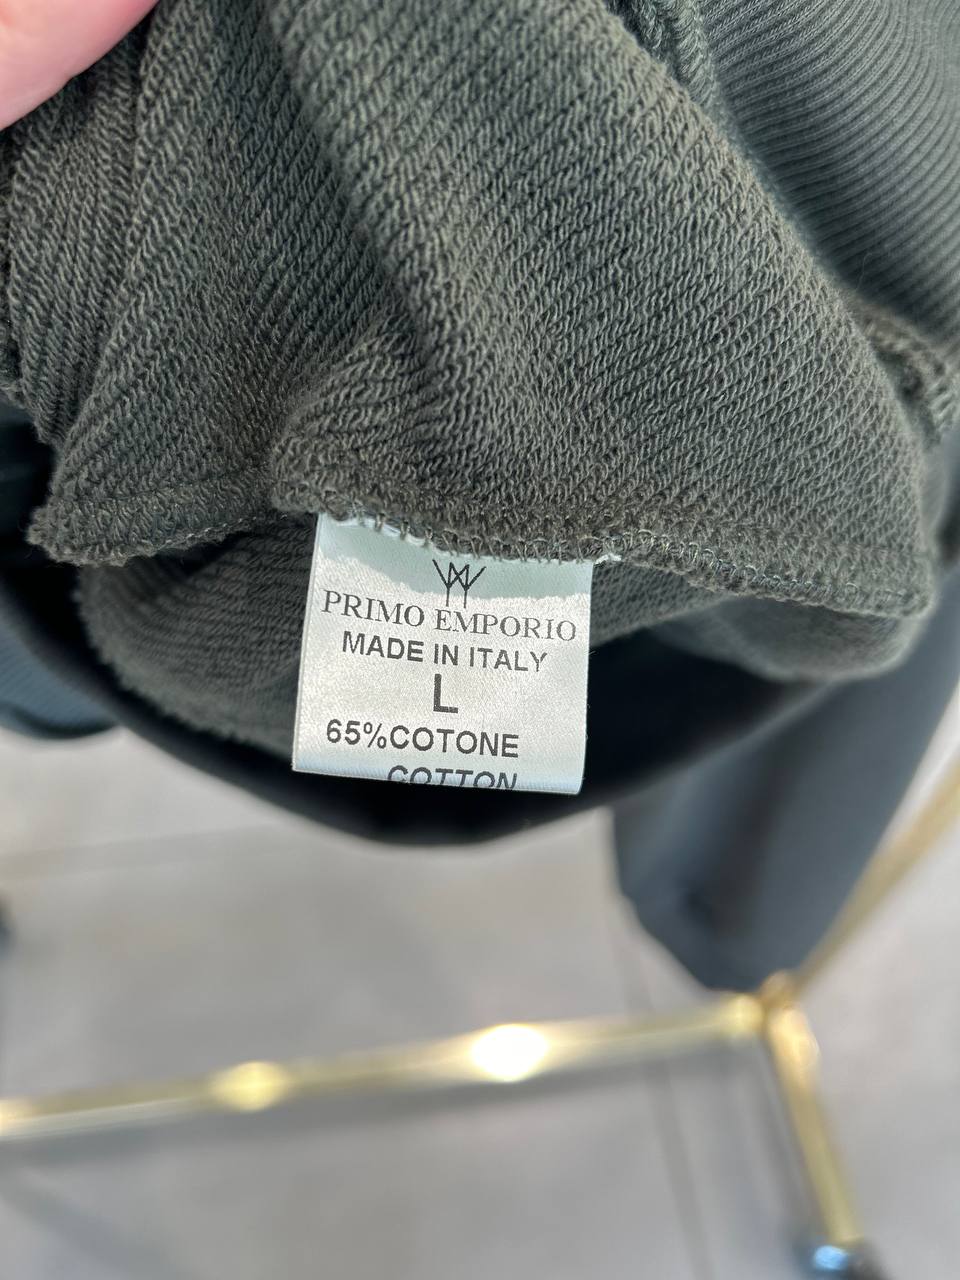 PRIMO EMPORIO
MADE IN ITALY
L
65%COTONE
COTTON